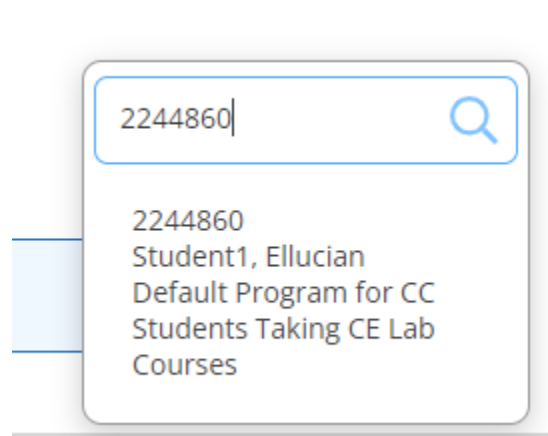 2244860
2244860
Student1, Ellucian
Default Program for CC
Students Taking CE Lab
Courses